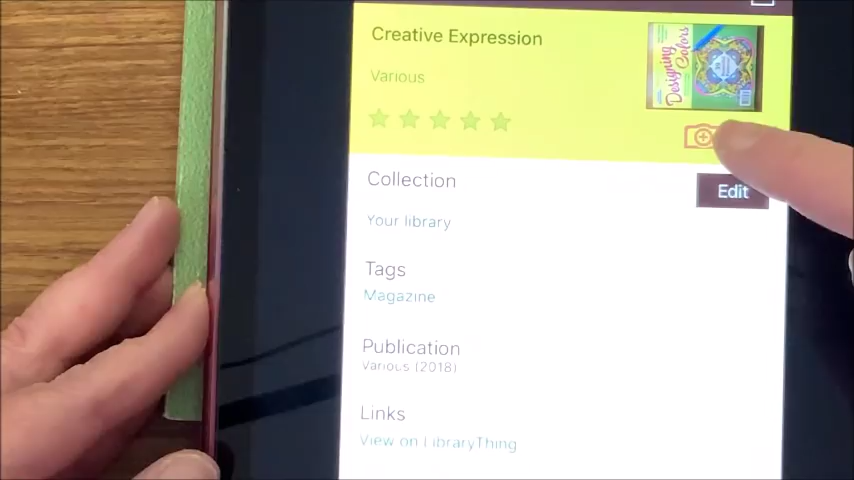 Creative Expression
Various
Designing
Colors
Collection
Edit
Your library
Tags
Magazine
Publication
Various (2018)
Links
View on LibraryThing